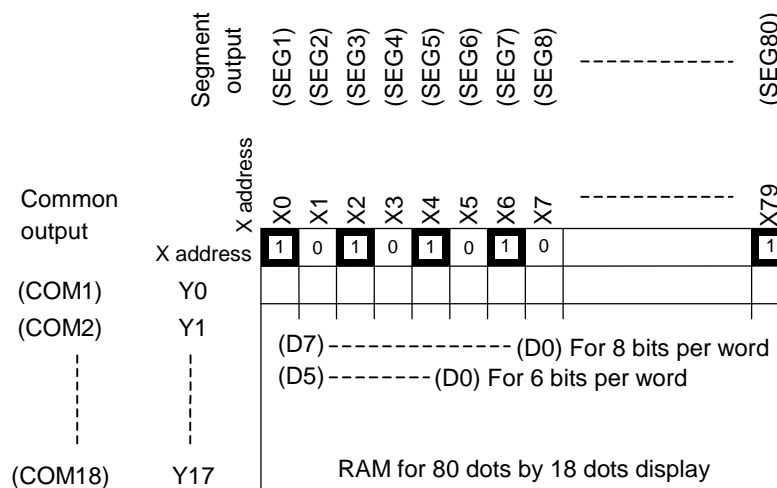 Segment
output
(SEG1) (SEG2) (SEG3) (SEG4) (SEG5) (SEG6) (SEG7) (SEG8) (SEG80)
X address
X0 X1 X2 X3 X4 X5 X6 X7 X79
Common
output
X address
1 0 1 0 1 0 1 0 1
(COM1) Y0
(COM2) Y1
(D7) (D0) For 8 bits per word
(D5) (D0) For 6 bits per word
(COM18) Y17
RAM for 80 dots by 18 dots display